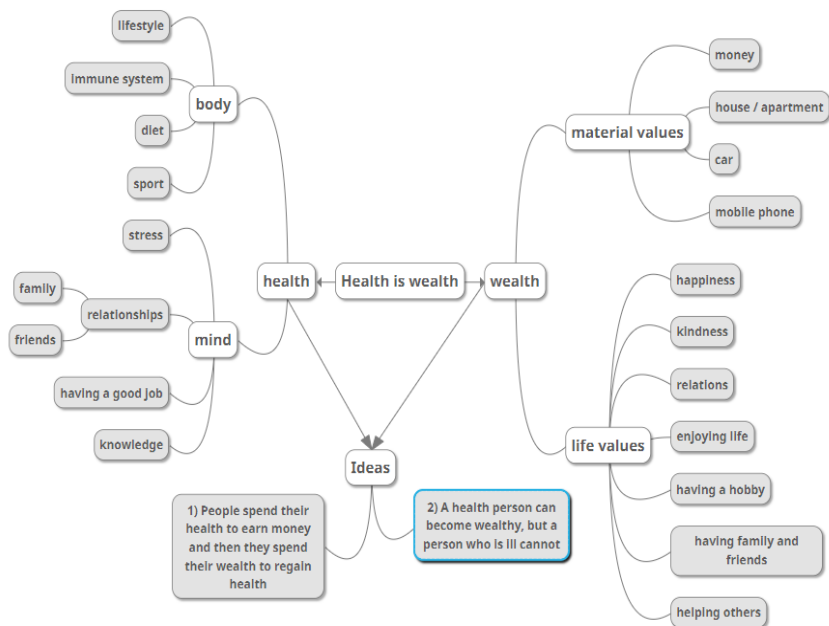 lifestyle
immune system
body
diet
sport
stress
family
relationships
friends
mind
having a good job
knowledge
health
Health is wealth
wealth
material values
money
house / apartment
car
mobile phone
happiness
kindness
relations
life values
enjoying life
having a hobby
having family and
friends
helping others
Ideas
1) People spend their
health to earn money
and then they spend
their wealth to regain
health
2) A health person can
become wealthy, but a
person who is ill cannot